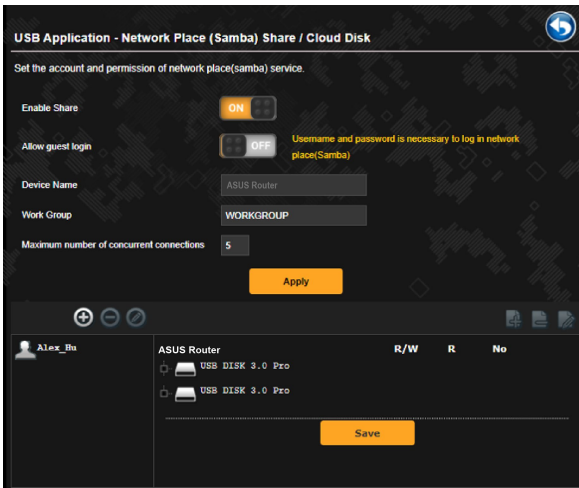 USB Application - Network Place (Samba) Share / Cloud Disk
Set the account and permission of network place(samba) service.
Enable Share
ON
Allow guest login
OFF
Username and password is necessary to log in network
place(Samba)
Device Name
ASUS Router
Work Group
WORKGROUP
Maximum number of concurrent connections
5
Apply
Alex_Hu
ASUS Router R/W R No
USB DISK 3.0 Pro
USB DISK 3.0 Pro
Save